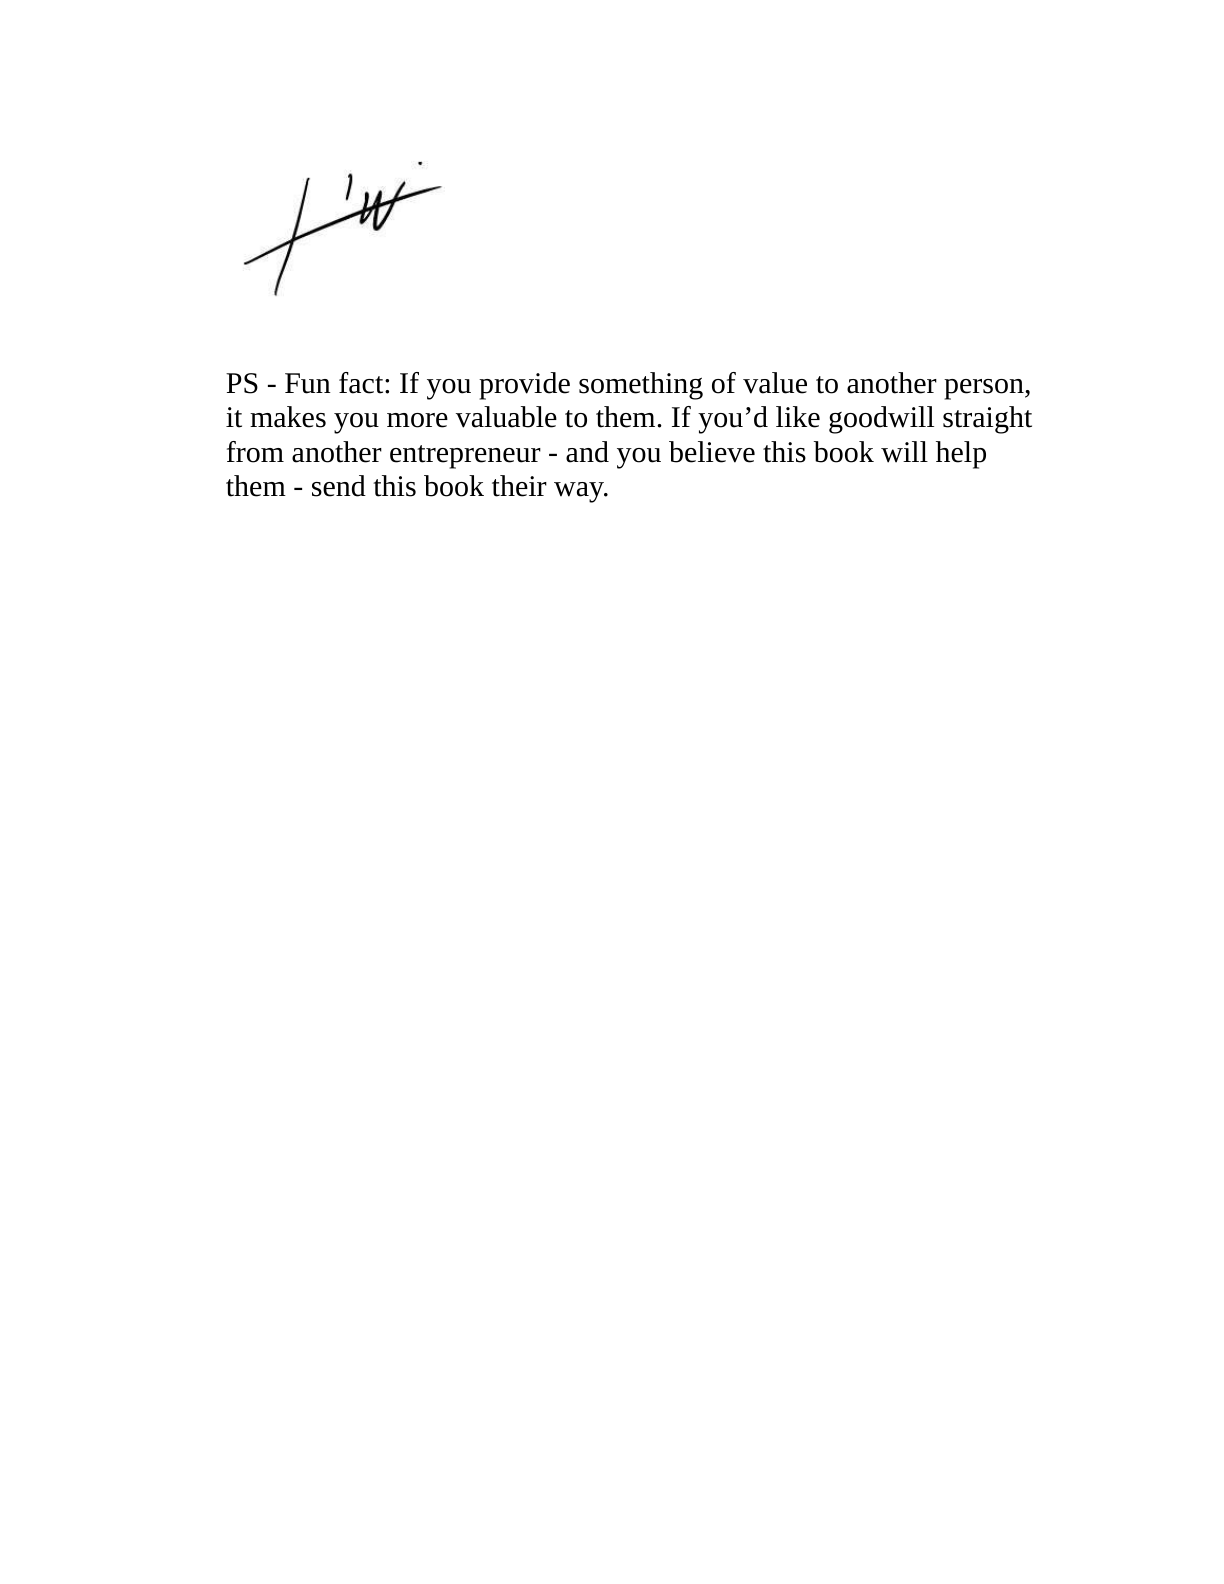 PS - Fun fact: If you provide something of value to another person,
it makes you more valuable to them. If you’d like goodwill straight
from another entrepreneur - and you believe this book will help
them - send this book their way.